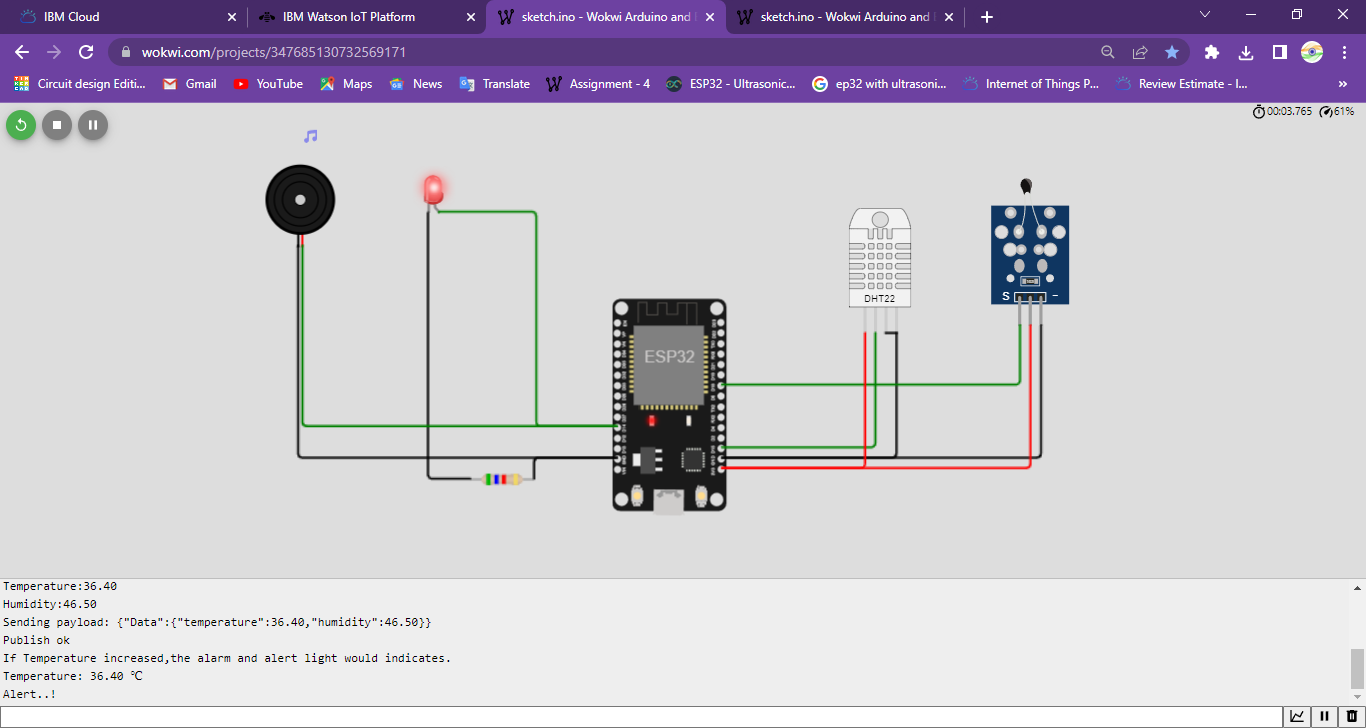 IBM Cloud
IBM Watson IoT Platform
sketch.ino - Wokwi Arduino and
sketch.ino - Wokwi Arduino and
wokwi.com/projects/347685130732569171
Circuit design Editi...
Gmail
YouTube
Maps
News
Translate
Assignment - 4
ESP32 - Ultrasonic...
ep32 with ultrasoni...
Internet of Things P...
Review Estimate - I...
»
00:03.765
61%
DHT22
S
-
ESP32
Temperature:36.40
Humidity:46.50
Sending payload: {"Data":{"temperature":36.40,"humidity":46.50}}
Publish ok
If Temperature increased,the alarm and alert light would indicates.
Temperature: 36.40 ℃
Alert..!